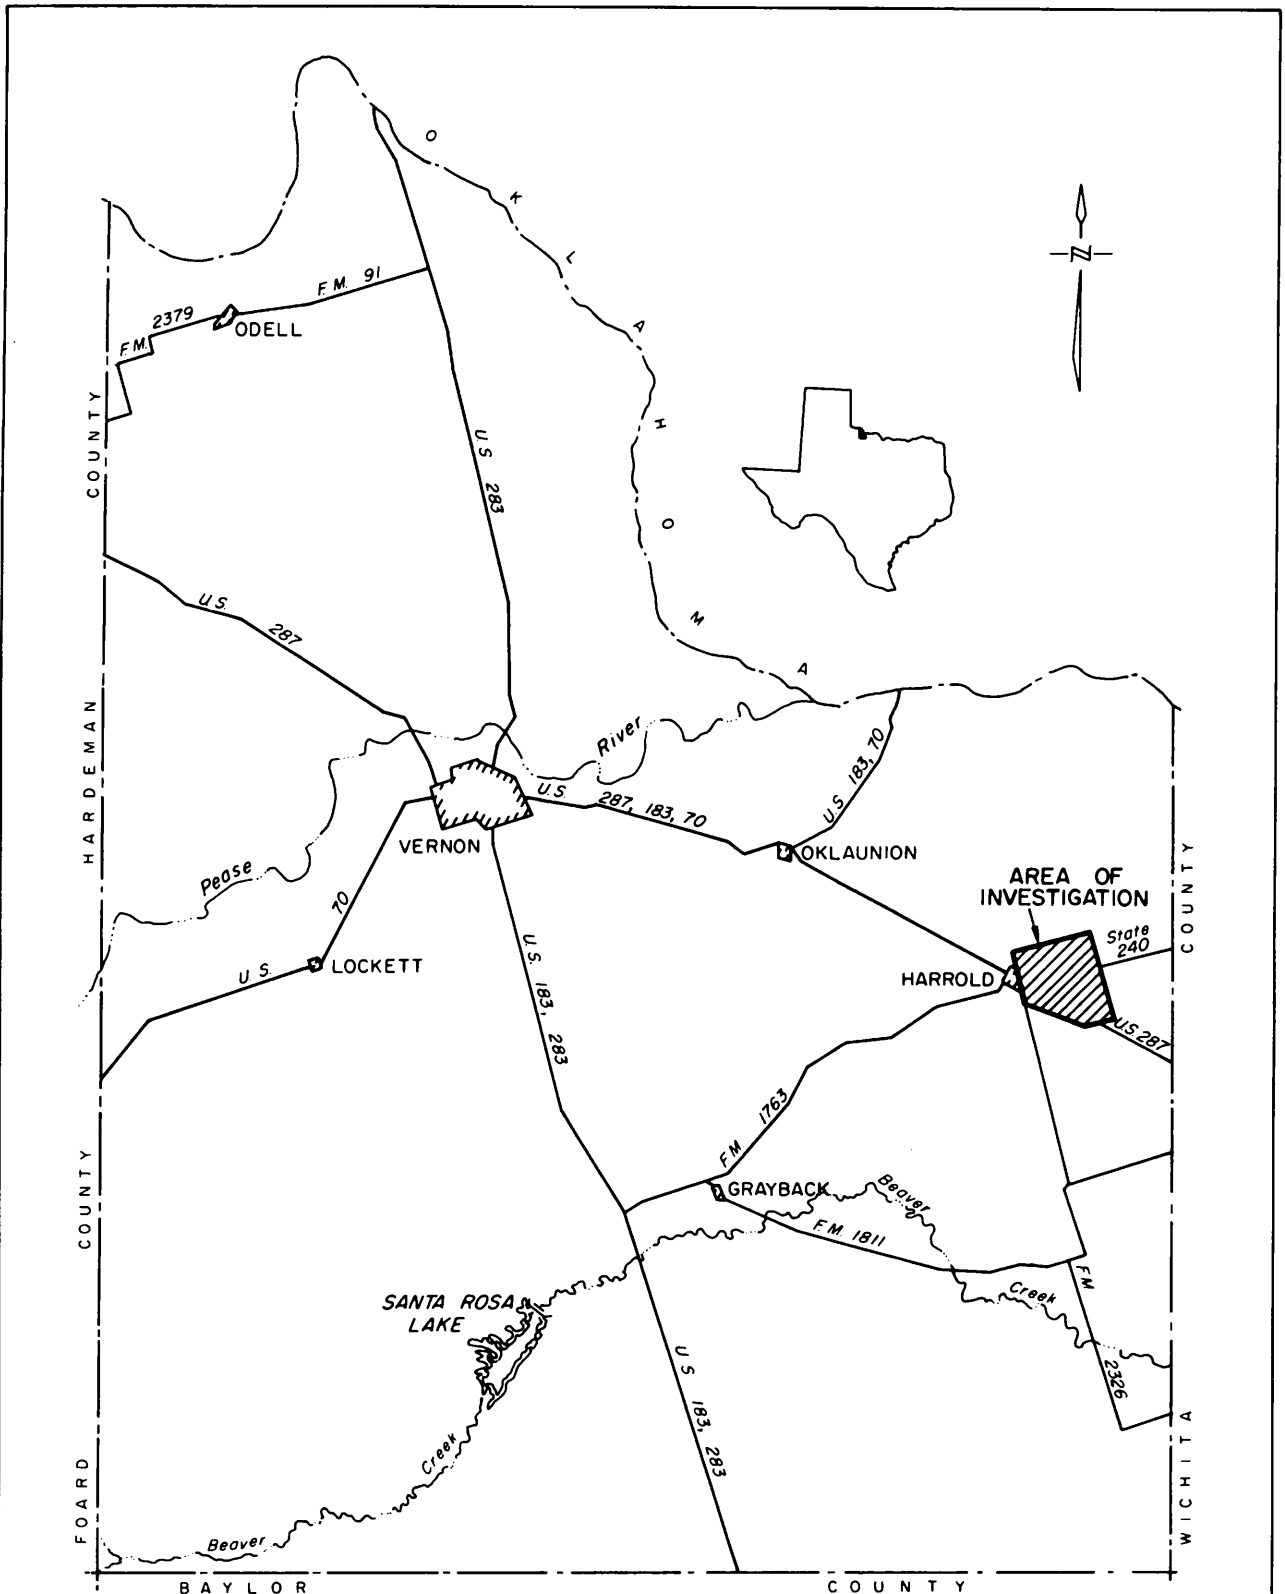 OKLAHOMA
N
F. M. 91
2379
F.M.
ODELL
COUNTY
U.S. 283
U.S. 287
HARDEMAN
River
U.S. 183, 70
U.S. 287, 183, 70
VERNON
OKLAUNION
COUNTY
Pease
AREA OF
INVESTIGATION
70
State
240
U.S.
LOCKETT
HARROLD
U.S. 183, 283
U.S. 287
FM 1763
COUNTY
GRAYBACK
Beaver
F.M. 1811
FM 2326
Creek
SANTA ROSA
LAKE
U S 183, 283
Creek
FOARD
WICHITA
Beaver
BAYLOR COUNTY